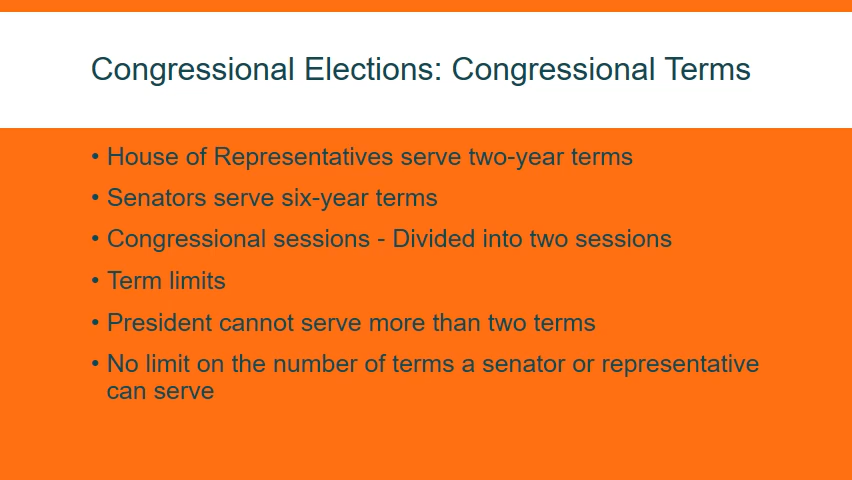 Congressional Elections: Congressional Terms
• House of Representatives serve two-year terms
• Senators serve six-year terms
• Congressional sessions - Divided into two sessions
• Term limits
• President cannot serve more than two terms
• No limit on the number of terms a senator or representative
can serve